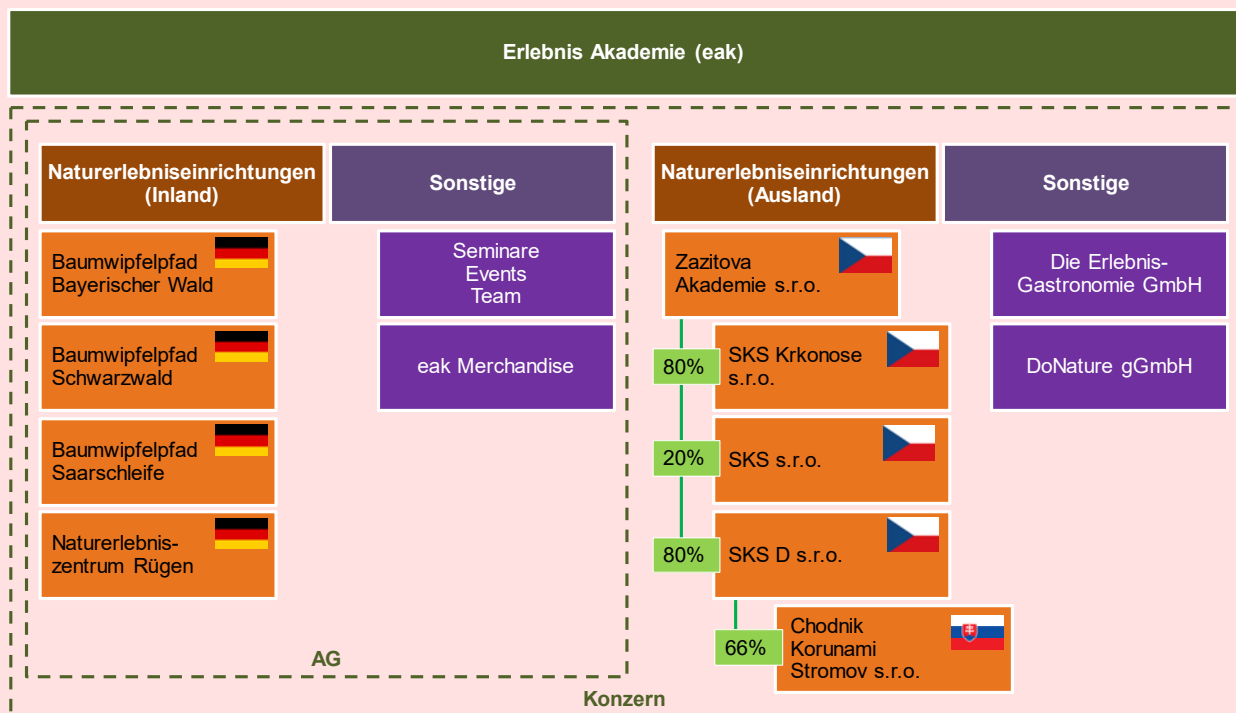 Erlebnis Akademie (eak)
Naturerlebniseinrichtungen
(Inland)
Sonstige
Baumwipfelpfad
Bayerischer Wald
Baumwipfelpfad
Schwarzwald
Baumwipfelpfad
Saarschleife
Naturerlebnis-
zentrum Rügen
Seminare
Events
Team
eak Merchandise
AG
Naturerlebniseinrichtungen
(Ausland)
Sonstige
Zazitova
Akademie s.r.o.
80%
SKS Krkonose
s.r.o.
20%
SKS s.r.o.
80%
SKS D s.r.o.
66%
Chodnik
Korunami
Stromov s.r.o.
Die Erlebnis-
Gastronomie GmbH
DoNature gGmbH
Konzern